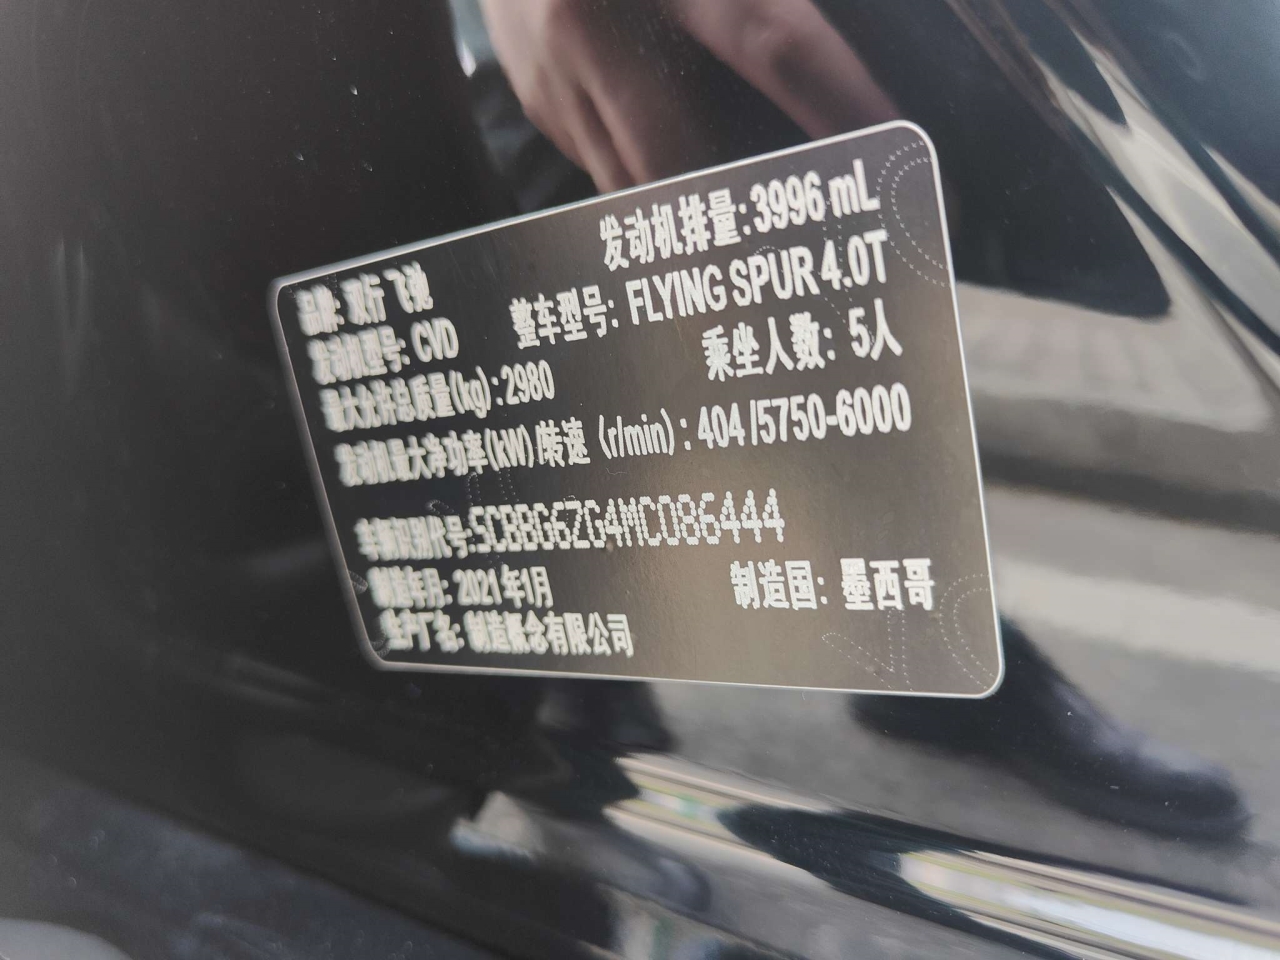 品牌: 双行 飞驰 发动机排量: 3996 mL
发动机型号: CVD 整车型号: FLYING SPUR 4.0T
最大允许总质量(kg): 2980 乘坐人数: 5人
发动机最大净功率(kW)/转速 (r/min): 404/5750-6000
车辆识别代号: SCBBG6ZG4MC086444
制造年月: 2021年1月 制造国: 墨西哥
生产厂名: 制造概念有限公司